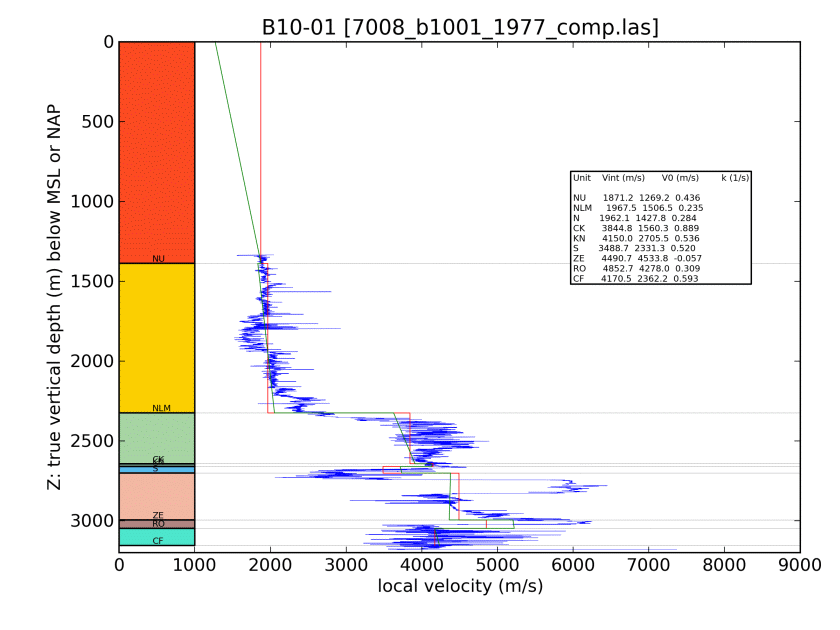 B10-01 [7008_b1001_1977_comp.las]
Z: true vertical depth (m) below MSL or NAP
0
500
1000
1500
2000
2500
3000
NU
NLM
CK
S
ZE
RO
CF
Unit Vint (m/s) V0 (m/s) k (1/s)
NU 1871.2 1269.2 0.436
NLM 1967.5 1506.5 0.235
N 1962.1 1427.8 0.284
CK 3844.8 1560.3 0.889
KN 4150.0 2705.5 0.536
S 3488.7 2331.3 0.520
ZE 4490.7 4533.8 -0.057
RO 4852.7 4278.0 0.309
CF 4170.5 2362.2 0.593
0 1000 2000 3000 4000 5000 6000 7000 8000 9000
local velocity (m/s)